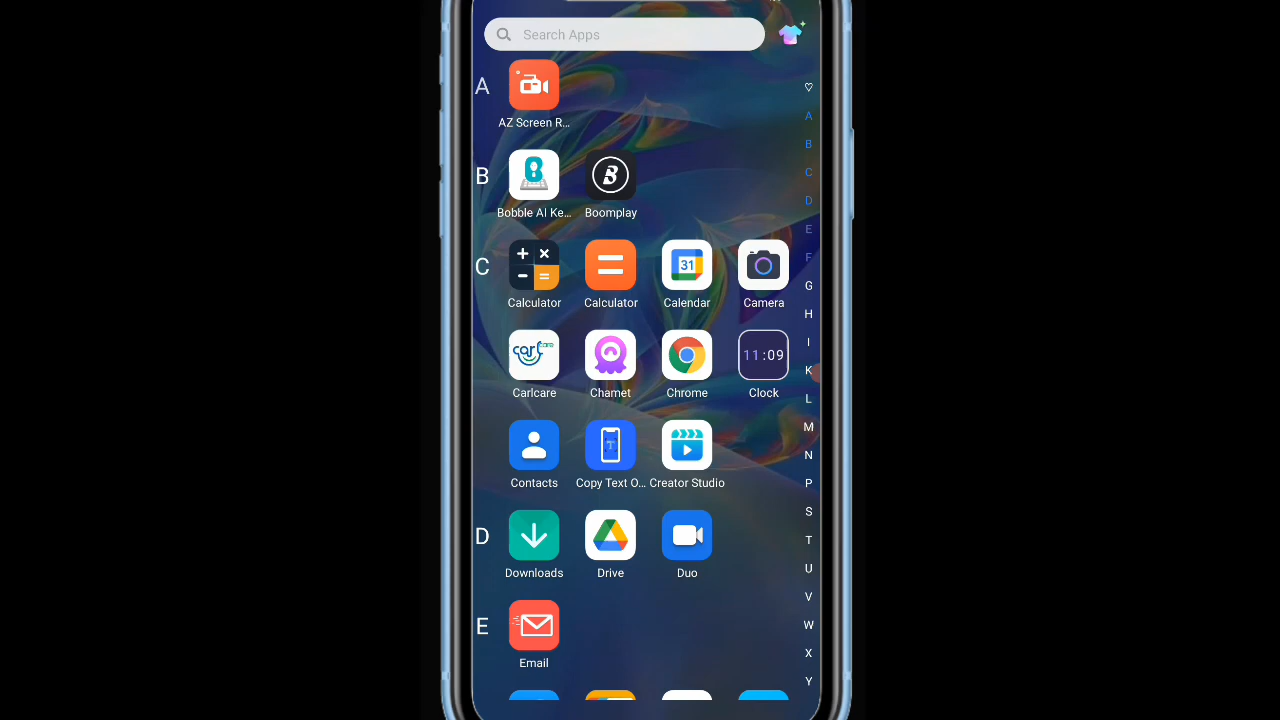 Search Apps
A
AZ Screen R...
B
Bobble AI Ke...
Boomplay
C
31
Calculator
Calculator
Calendar
Camera
Carlcare
Chamet
Chrome
11:09
Clock
Contacts
T
Copy Text O...
Creator Studio
D
Downloads
Drive
Duo
E
Email
A
B
C
D
E
F
G
H
I
K
L
M
N
P
S
T
U
V
W
X
Y